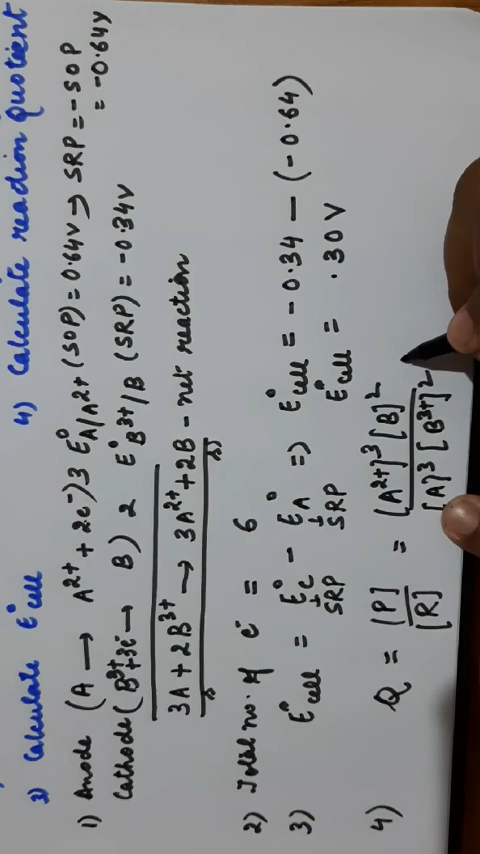 3) Calculate E°cell
4) Calculate reaction quotient
1) Anode (A → A²⁺ + 2e⁻) 3 E°A/A²⁺ (SOP) = 0.64V → SRP = -SOP
= -0.64V
Cathode (B³⁺+3e⁻ → B) 2 E°B³⁺/B (SRP) = -0.34V
3A + 2B³⁺ → 3A²⁺ + 2B - net reaction
2) Total no. of e⁻ = 6
3) E°cell = E°C - E°A => E°cell = -0.34 - (-0.64)
SRP SRP E°cell = .30V
4) Q = [P]/[R] = [A²⁺]³ [B]²/[A]³ [B³⁺]²